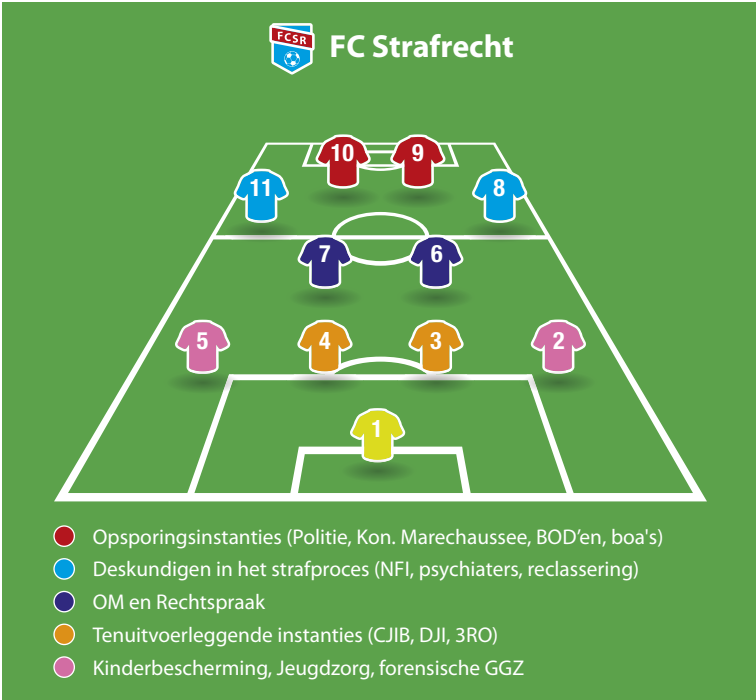 FCSR
FC Strafrecht
10 9
11 8
7 6
5 4 3 2
1
Opsporingsinstanties (Politie, Kon. Marechaussee, BOD’en, boa's)
Deskundigen in het strafproces (NFI, psychiaters, reclassering)
OM en Rechtspraak
Tenuitvoerleggende instanties (CJIB, DJI, 3RO)
Kinderbescherming, Jeugdzorg, forensische GGZ